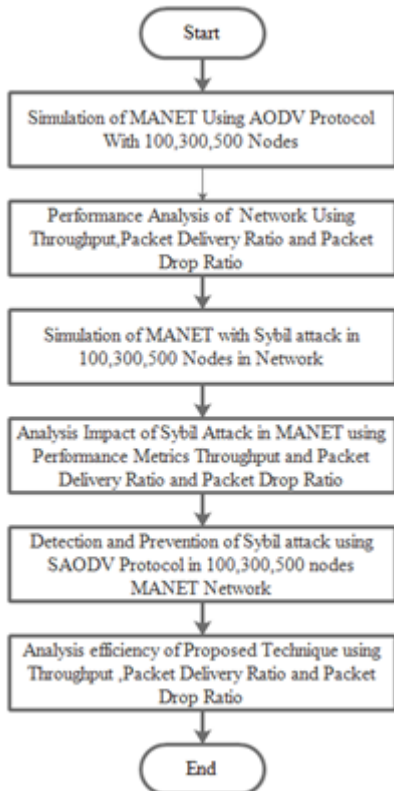 Start
Simulation of MANET Using AODV Protocol
With 100,300,500 Nodes
Performance Analysis of Network Using
Throughput,Packet Delivery Ratio and Packet
Drop Ratio
Simulation of MANET with Sybil attack in
100,300,500 Nodes in Network
Analysis Impact of Sybil Attack in MANET using
Performance Metrics Throughput and Packet
Delivery Ratio and Packet Drop Ratio
Detection and Prevention of Sybil attack using
SAODV Protocol in 100,300,500 nodes
MANET Network
Analysis efficiency of Proposed Technique using
Throughput ,Packet Delivery Ratio and Packet
Drop Ratio
End